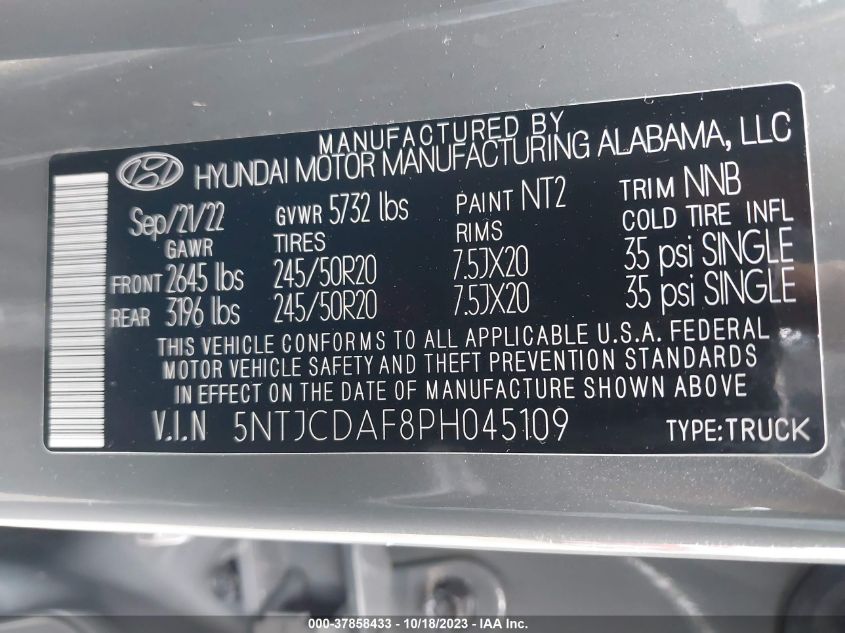 MANUFACTURED BY
HYUNDAI MOTOR MANUFACTURING ALABAMA, LLC
Sep/21/22 GVWR 5732 lbs PAINT NT2 TRIM NNB
GAWR TIRES RIMS COLD TIRE INFL
FRONT 2645 lbs 245/50R20 7.5JX20 35 psi SINGLE
REAR 3196 lbs 245/50R20 7.5JX20 35 psi SINGLE
THIS VEHICLE CONFORMS TO ALL APPLICABLE U.S.A. FEDERAL
MOTOR VEHICLE SAFETY AND THEFT PREVENTION STANDARDS
IN EFFECT ON THE DATE OF MANUFACTURE SHOWN ABOVE
V.I.N 5NTJCDAF8PH045109 TYPE:TRUCK
000-37858433 - 10/18/2023 - IAA Inc.